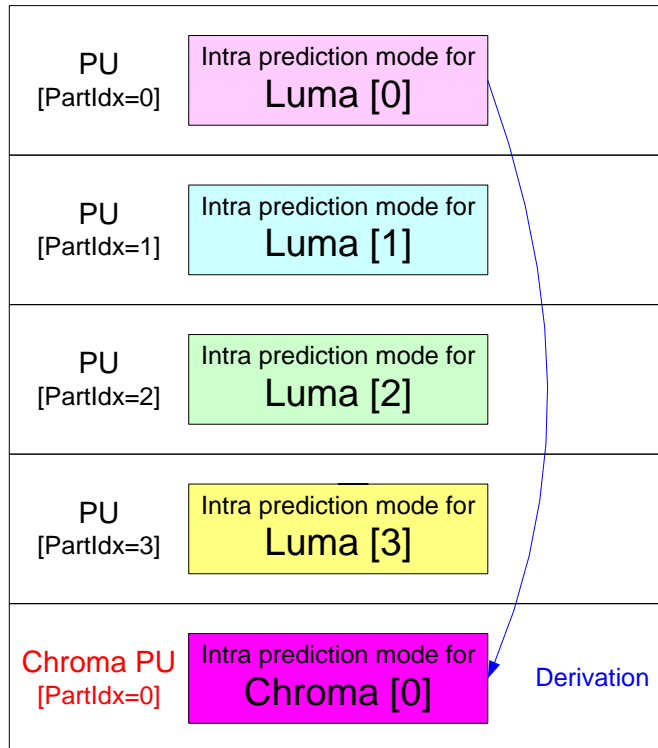 PU
[PartIdx=0]
Intra prediction mode for
Luma [0]
PU
[PartIdx=1]
Intra prediction mode for
Luma [1]
PU
[PartIdx=2]
Intra prediction mode for
Luma [2]
PU
[PartIdx=3]
Intra prediction mode for
Luma [3]
Chroma PU
[PartIdx=0]
Intra prediction mode for
Chroma [0]
Derivation